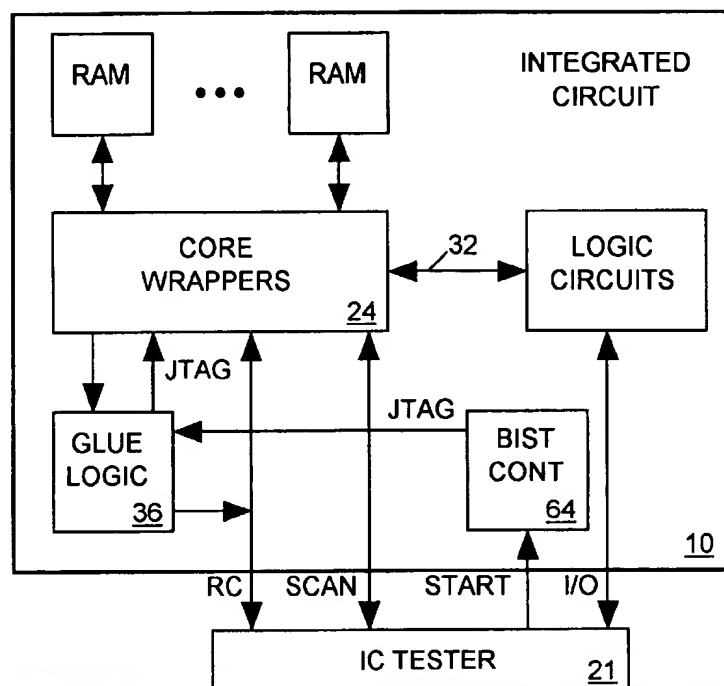 RAM
RAM
INTEGRATED
CIRCUIT
CORE
WRAPPERS
24
32
LOGIC
CIRCUITS
JTAG
JTAG
GLUE
LOGIC
36
BIST
CONT
64
10
RC
SCAN
START
I/O
IC TESTER
21